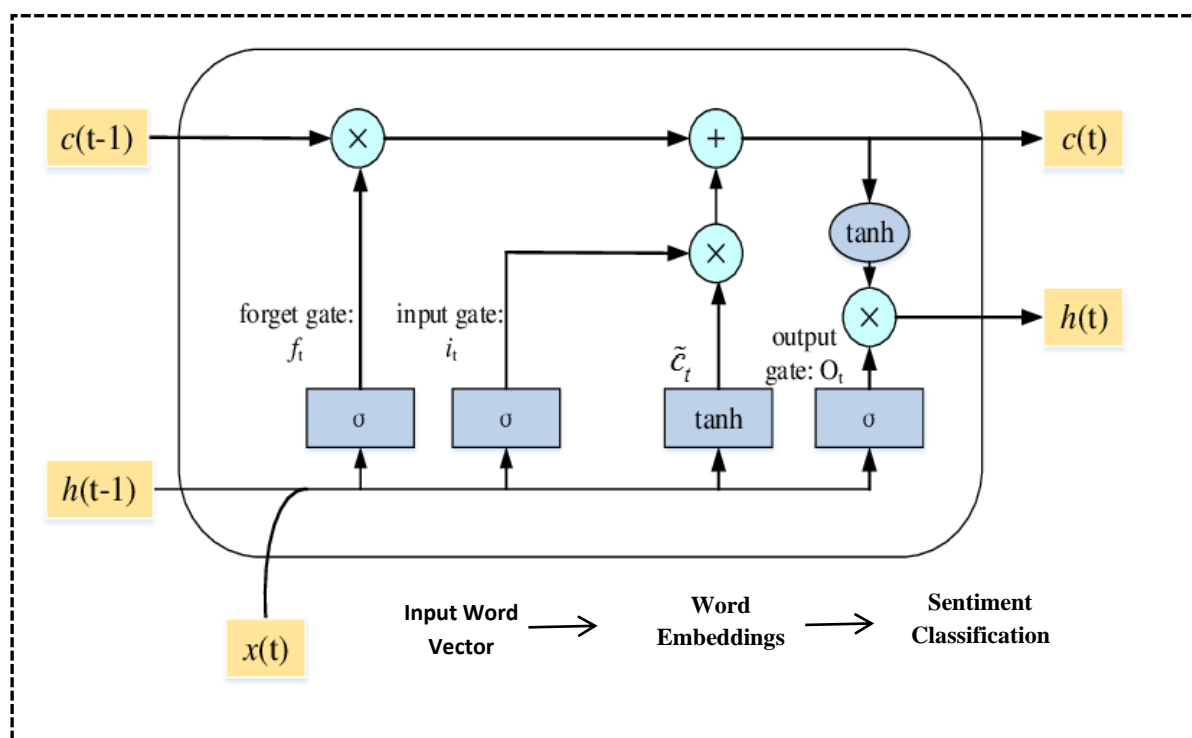 c(t-1)
×
+
c(t)
tanh
×
forget gate:
f_t
input gate:
i_t
×
h(t)
output
gate: O_t
c̃_t
σ
σ
tanh
σ
h(t-1)
x(t)
Input Word
Vector
Word
Embeddings
Sentiment
Classification